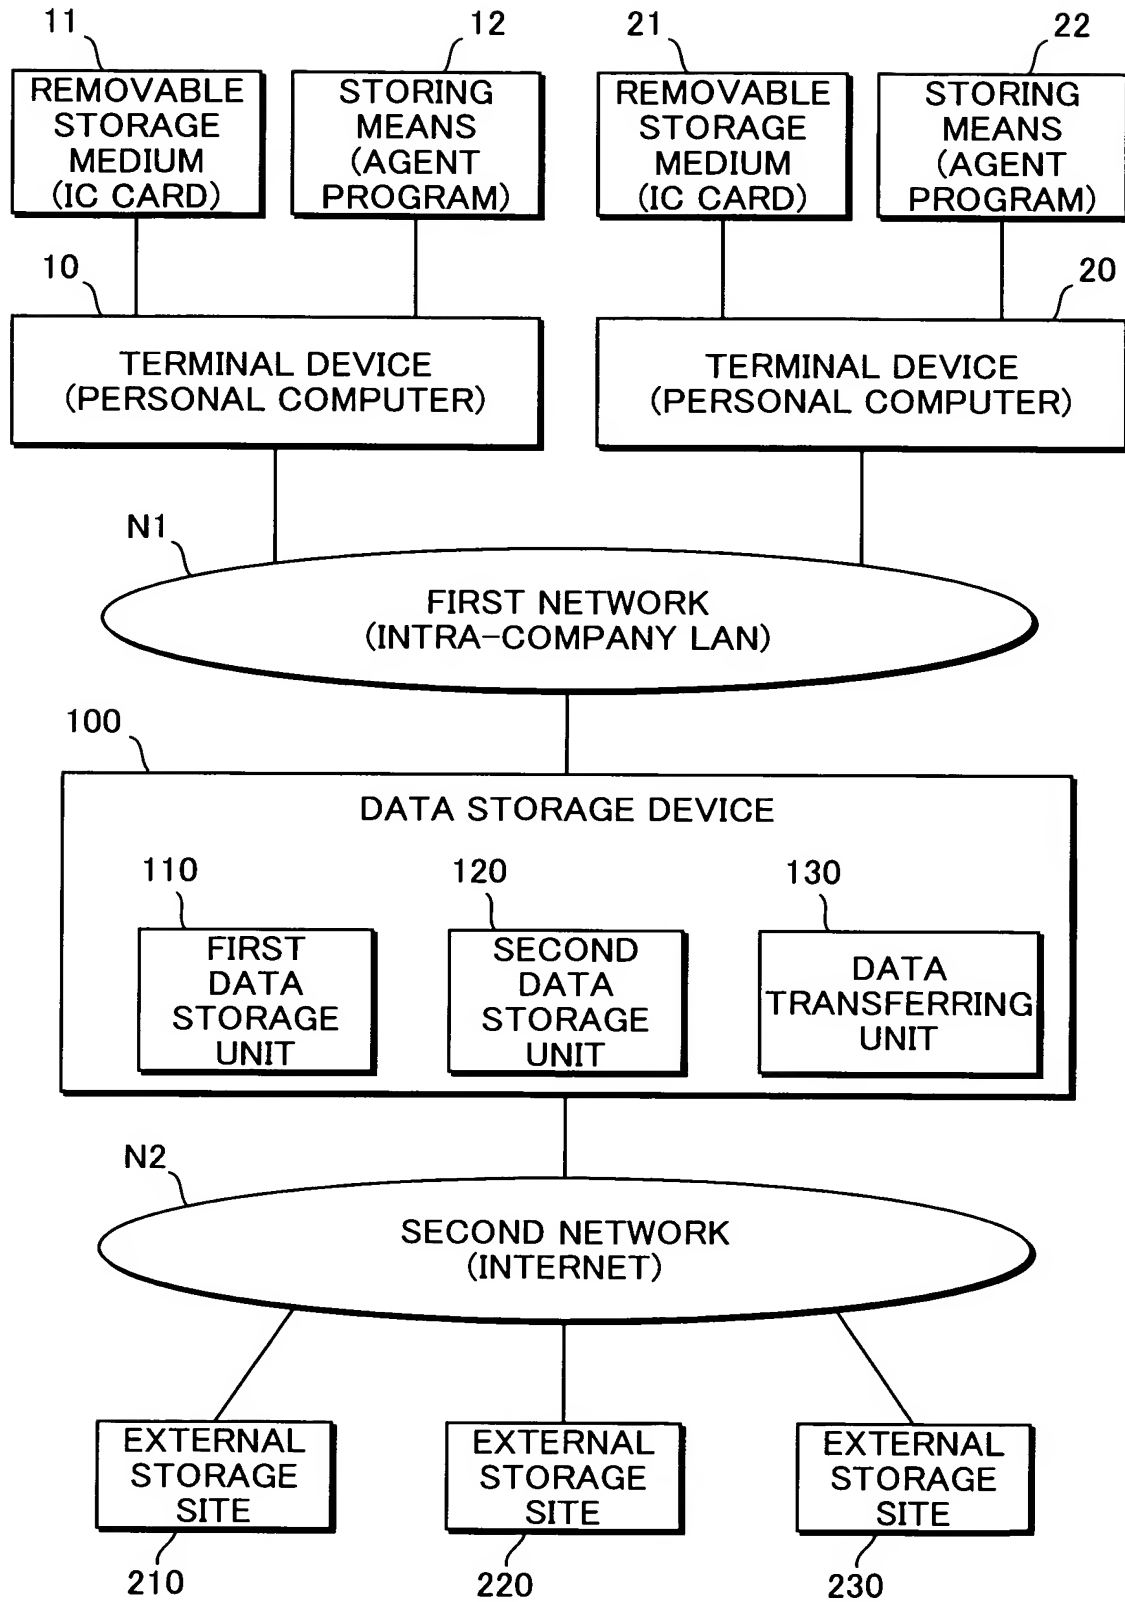 11
12
21
22
REMOVABLE
STORAGE
MEDIUM
(IC CARD)
STORING
MEANS
(AGENT
PROGRAM)
REMOVABLE
STORAGE
MEDIUM
(IC CARD)
STORING
MEANS
(AGENT
PROGRAM)
10
20
TERMINAL DEVICE
(PERSONAL COMPUTER)
TERMINAL DEVICE
(PERSONAL COMPUTER)
N1
FIRST NETWORK
(INTRA-COMPANY LAN)
100
DATA STORAGE DEVICE
110
120
130
FIRST
DATA
STORAGE
UNIT
SECOND
DATA
STORAGE
UNIT
DATA
TRANSFERRING
UNIT
N2
SECOND NETWORK
(INTERNET)
EXTERNAL
STORAGE
SITE
EXTERNAL
STORAGE
SITE
EXTERNAL
STORAGE
SITE
210
220
230